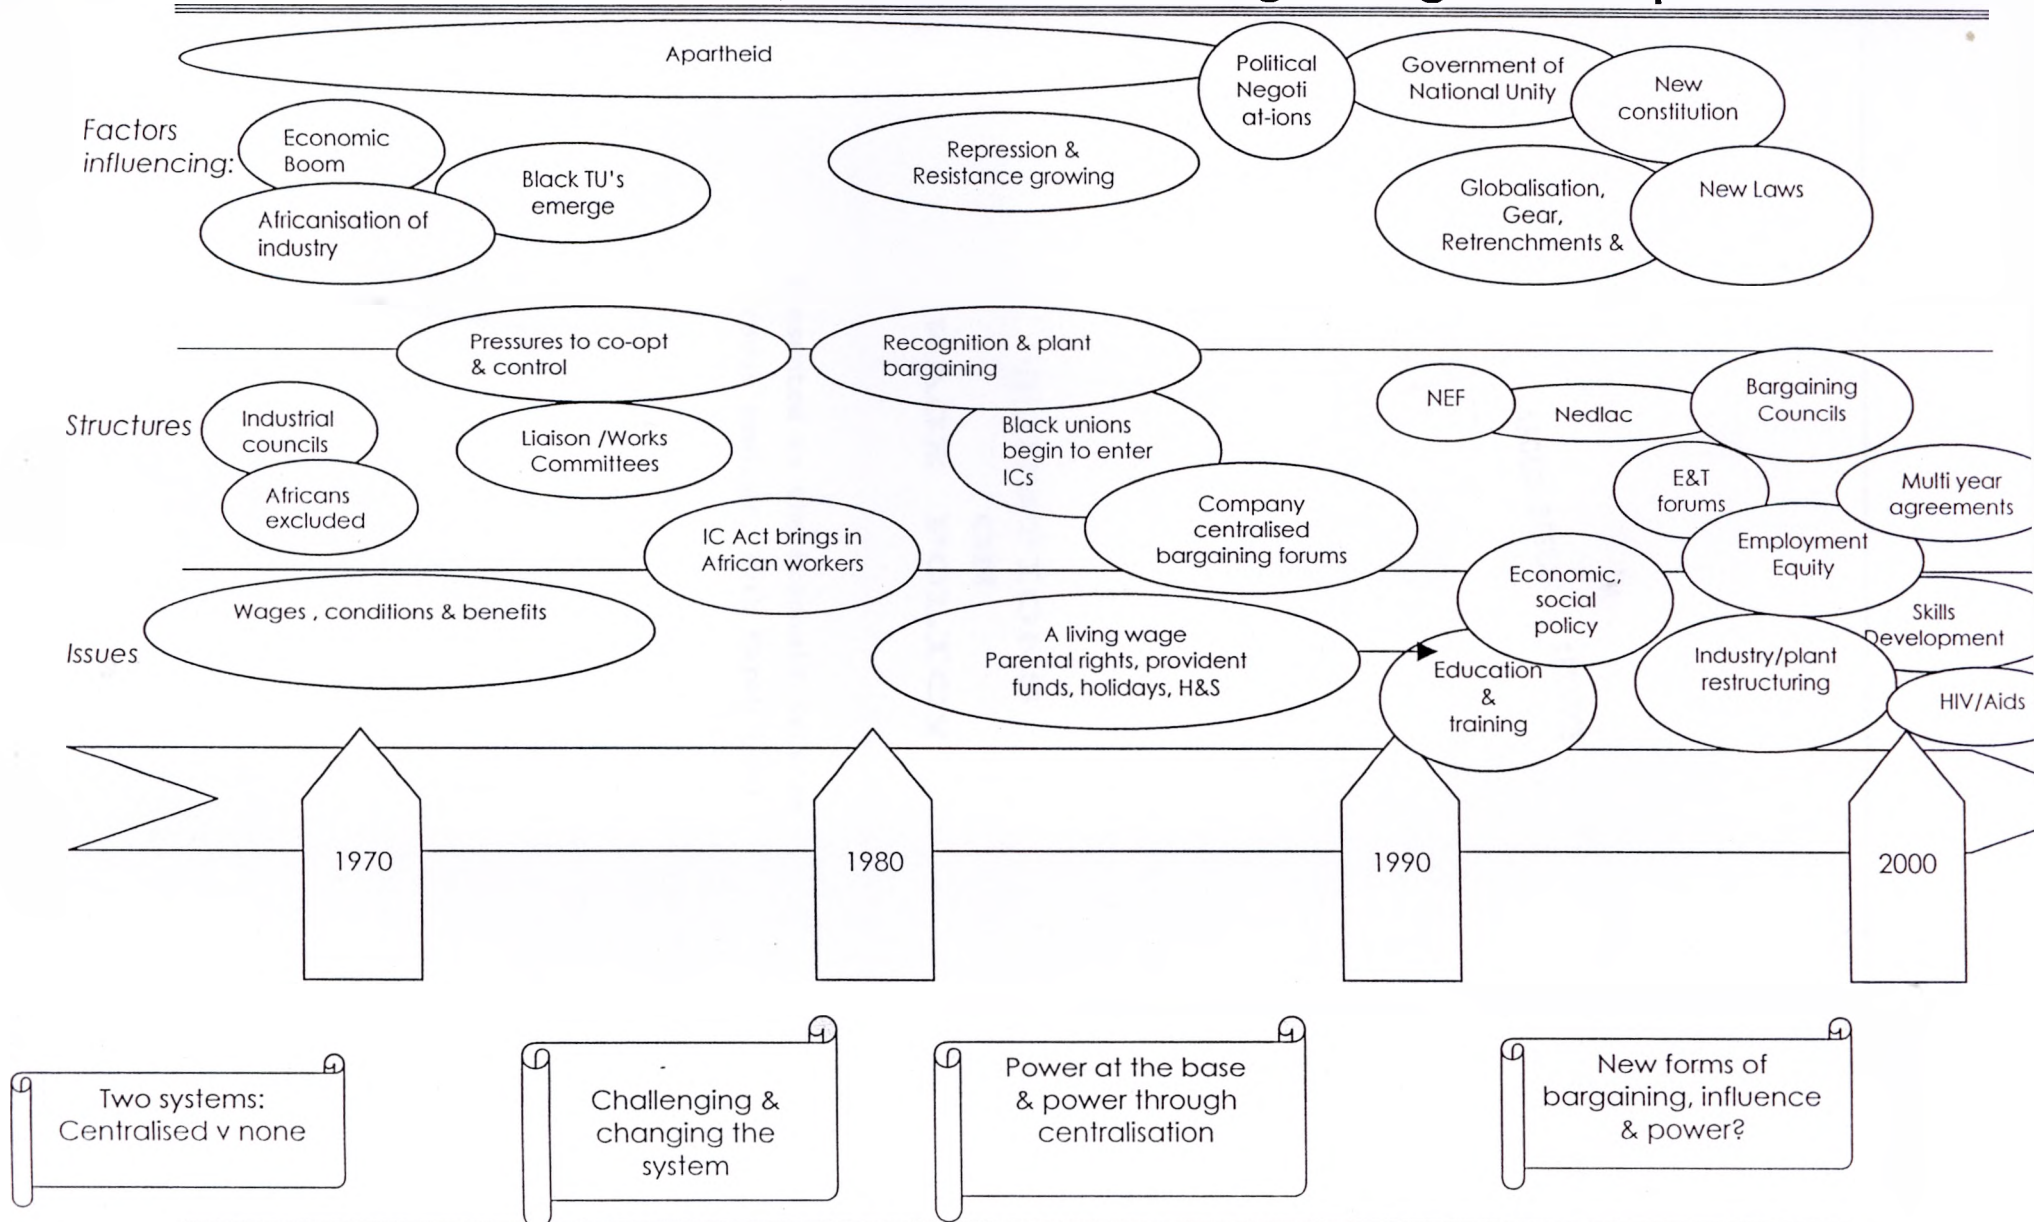 Apartheid
Political
Negoti
at-ions
Government of
National Unity
New
constitution
Factors
influencing:
Economic
Boom
Black TU's
emerge
Africanisation of
industry
Repression &
Resistance growing
Globalisation,
Gear,
Retrenchments &
New Laws
Pressures to co-opt
& control
Recognition & plant
bargaining
Structures
Industrial
councils
Africans
excluded
Liaison /Works
Committees
IC Act brings in
African workers
Black unions
begin to enter
ICs
Company
centralised
bargaining forums
NEF
Nedlac
Bargaining
Councils
E&T
forums
Multi year
agreements
Employment
Equity
Issues
Wages , conditions & benefits
A living wage
Parental rights, provident
funds, holidays, H&S
Economic,
social
policy
Education
&
training
Industry/plant
restructuring
Skills
Development
HIV/Aids
1970
1980
1990
2000
Two systems:
Centralised v none
Challenging &
changing the
system
Power at the base
& power through
centralisation
New forms of
bargaining, influence
& power?